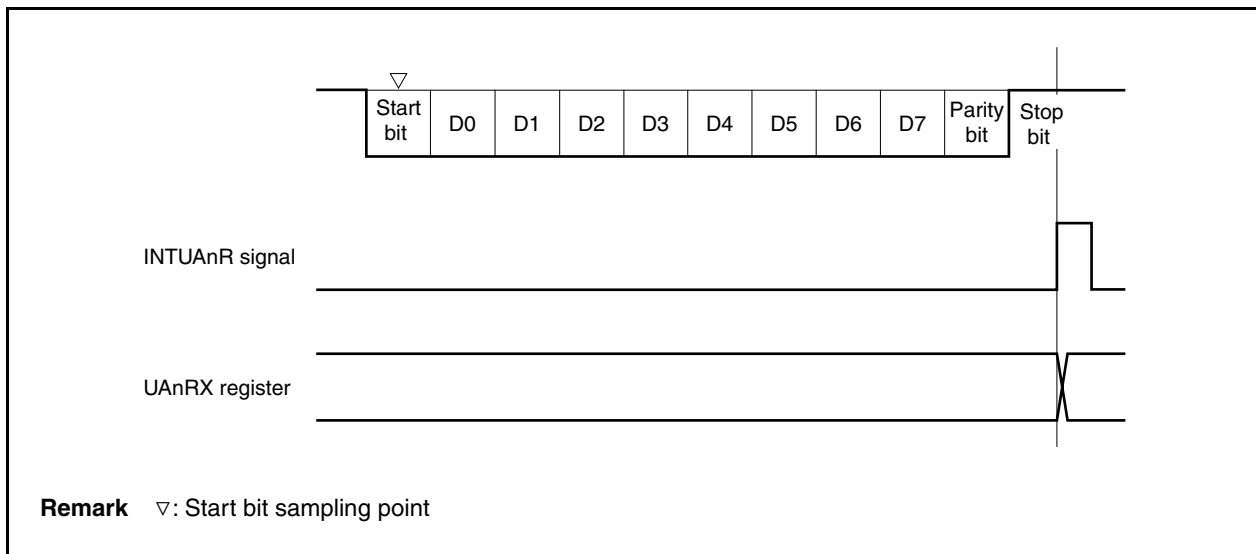 ▽
Start bit D0 D1 D2 D3 D4 D5 D6 D7 Parity bit Stop bit
INTUAnR signal
UAnRX register
Remark ▽: Start bit sampling point